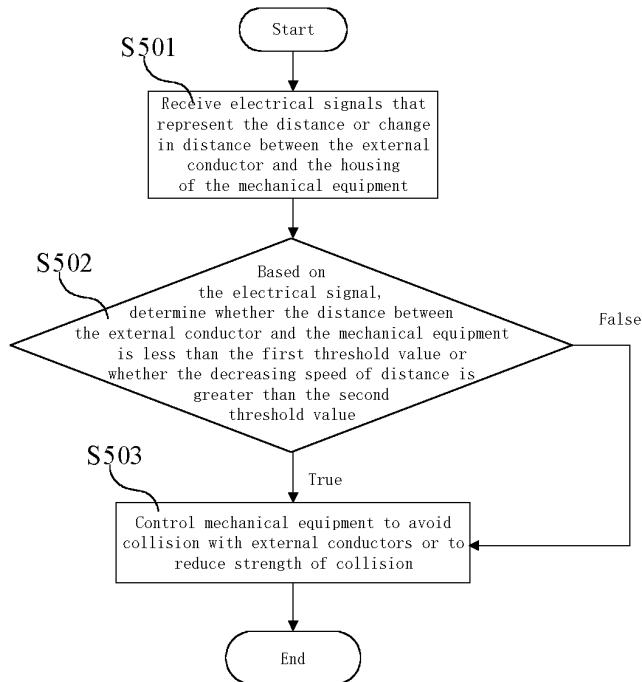 Start
S501
Receive electrical signals that
represent the distance or change
in distance between the external
conductor and the housing
of the mechanical equipment
S502
Based on
the electrical signal,
determine whether the distance between
the external conductor and the mechanical equipment
is less than the first threshold value or
whether the decreasing speed of distance is
greater than the second
threshold value
False
True
S503
Control mechanical equipment to avoid
collision with external conductors or to
reduce strength of collision
End